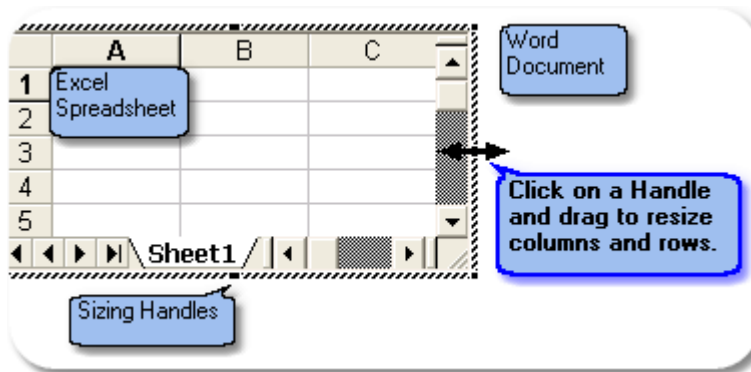 A B C
Word
Document
1
Excel
Spreadsheet
2
3
4
5
Click on a Handle
and drag to resize
columns and rows.
Sheet1
Sizing Handles